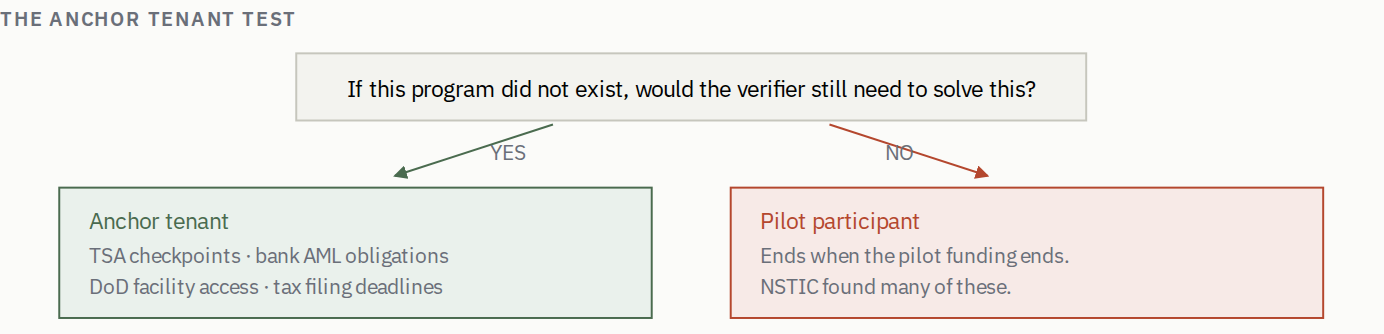 THE ANCHOR TENANT TEST
If this program did not exist, would the verifier still need to solve this?
YES
NO
Anchor tenant
TSA checkpoints · bank AML obligations
DoD facility access · tax filing deadlines
Pilot participant
Ends when the pilot funding ends.
NSTIC found many of these.